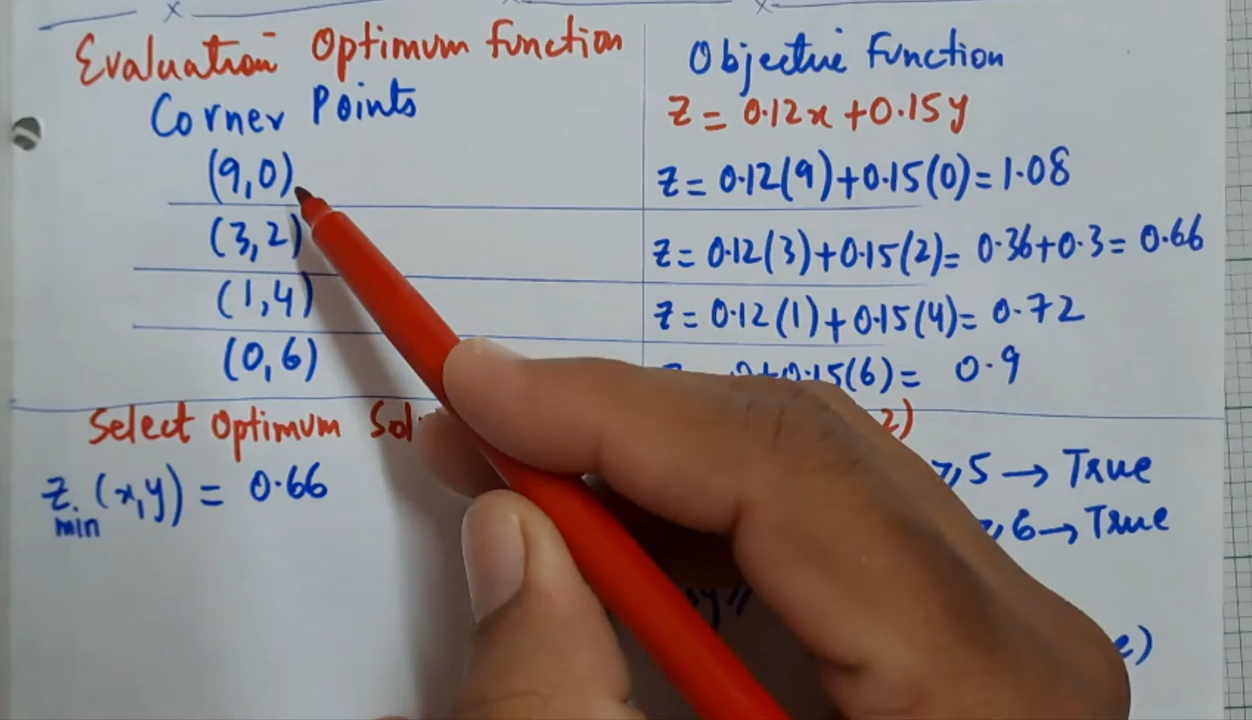 Evaluation Optimum function
Corner Points
Objective Function
Z = 0.12x + 0.15y
(9,0)
Z = 0.12(9)+0.15(0)= 1.08
(3,2)
Z = 0.12(3)+0.15(2)= 0.36+0.3= 0.66
(1,4)
Z = 0.12(1)+0.15(4)= 0.72
(0,6)
0.15(6)= 0.9
Select Optimum
2)
Z min (x,y) = 0.66
5 → True
6 → True